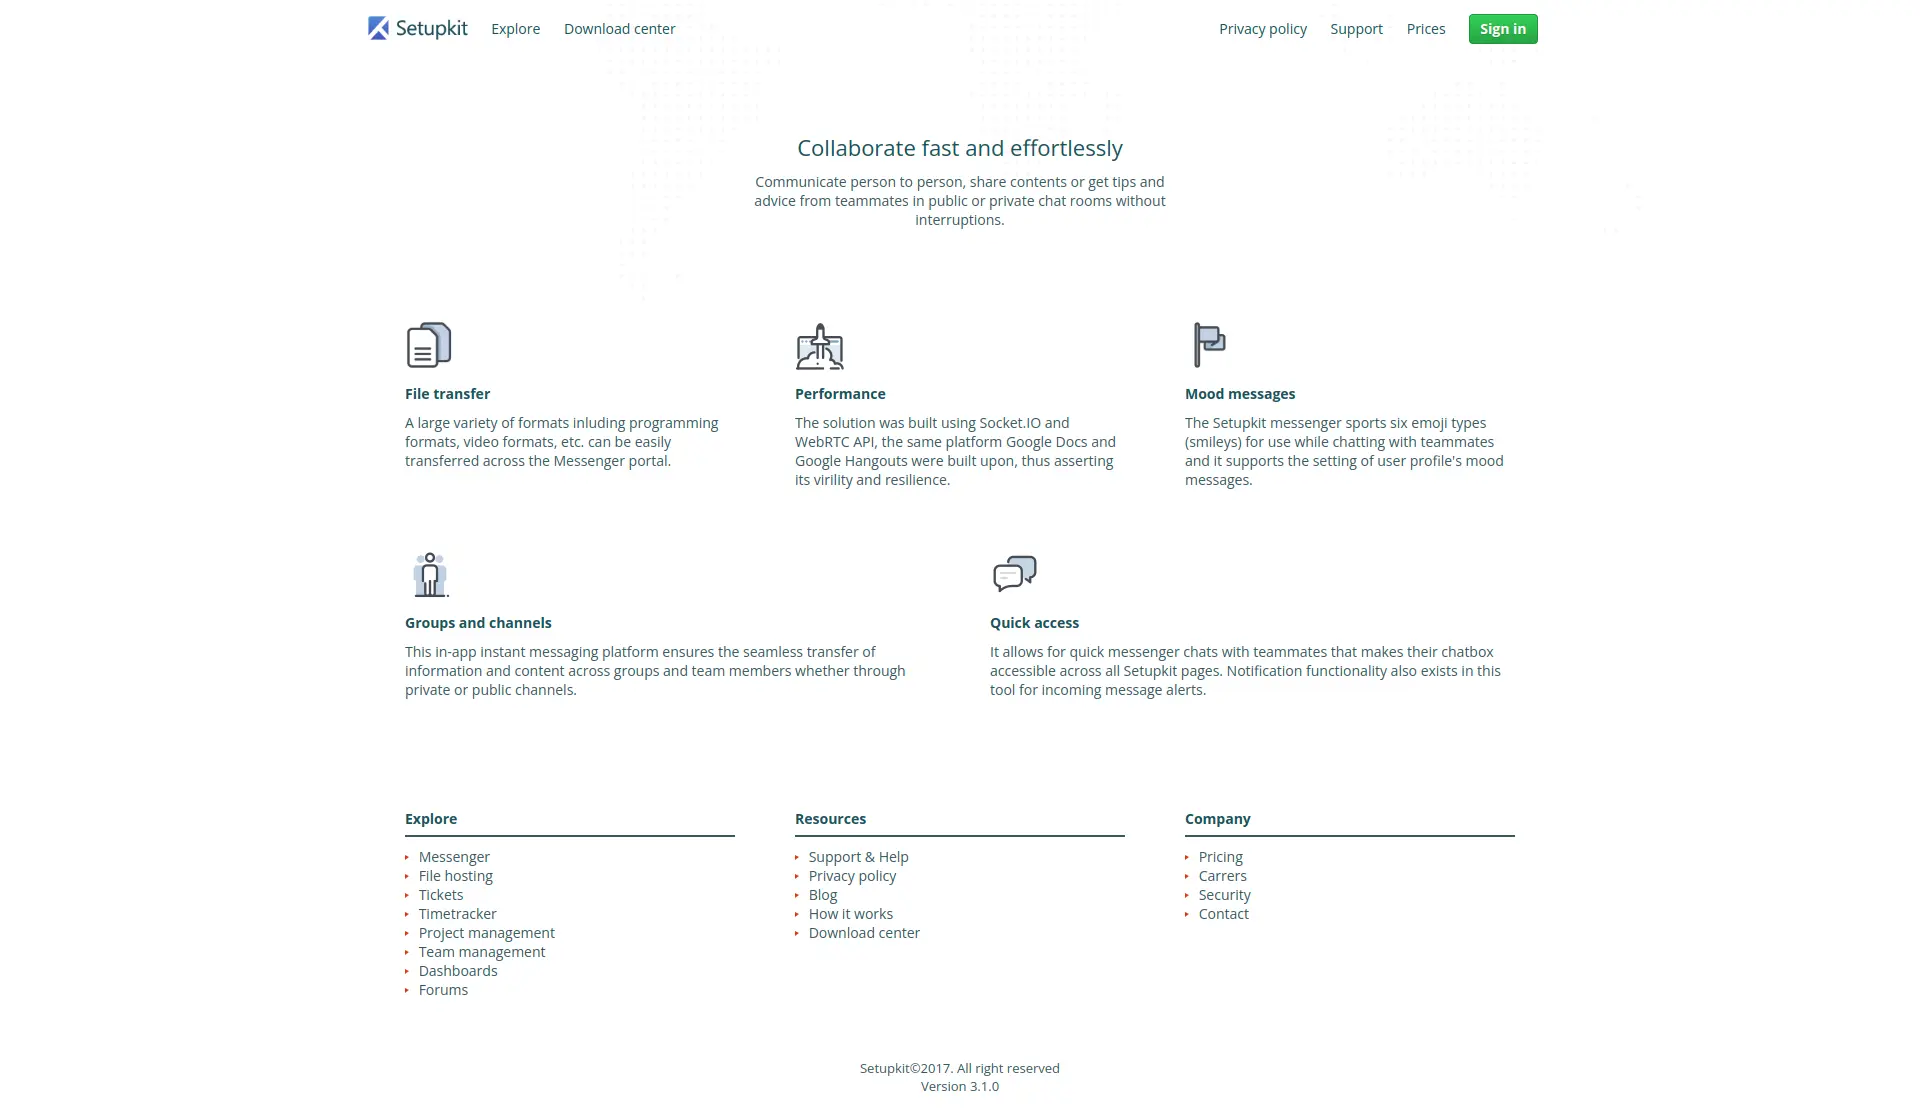 Setupkit
Explore
Download center
Privacy policy
Support
Prices
Sign in
Collaborate fast and effortlessly
Communicate person to person, share contents or get tips and
advice from teammates in public or private chat rooms without
interruptions.
File transfer
A large variety of formats inluding programming
formats, video formats, etc. can be easily
transferred across the Messenger portal.
Performance
The solution was built using Socket.IO and
WebRTC API, the same platform Google Docs and
Google Hangouts were built upon, thus asserting
its virility and resilience.
Mood messages
The Setupkit messenger sports six emoji types
(smileys) for use while chatting with teammates
and it supports the setting of user profile's mood
messages.
Groups and channels
This in-app instant messaging platform ensures the seamless transfer of
information and content across groups and team members whether through
private or public channels.
Quick access
It allows for quick messenger chats with teammates that makes their chatbox
accessible across all Setupkit pages. Notification functionality also exists in this
tool for incoming message alerts.
Explore
Messenger
File hosting
Tickets
Timetracker
Project management
Team management
Dashboards
Forums
Resources
Support & Help
Privacy policy
Blog
How it works
Download center
Company
Pricing
Carrers
Security
Contact
Setupkit©2017. All right reserved
Version 3.1.0